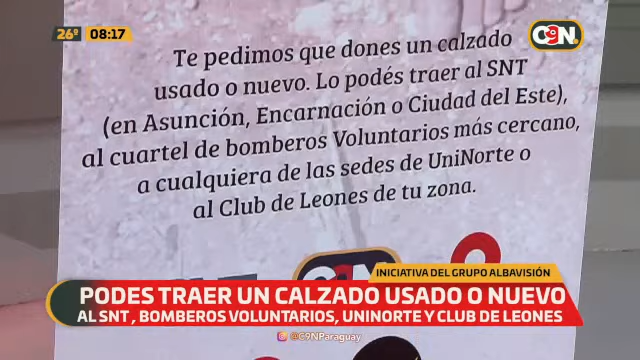 26º 08:17
C9N
Te pedimos que dones un calzado
usado o nuevo. Lo podés traer al SNT
(en Asunción, Encarnación o Ciudad del Este),
al cuartel de bomberos Voluntarios más cercano,
a cualquiera de las sedes de UniNorte o
al Club de Leones de tu zona.
C9N
INICIATIVA DEL GRUPO ALBAVISIÓN
PODES TRAER UN CALZADO USADO O NUEVO
AL SNT, BOMBEROS VOLUNTARIOS, UNINORTE Y CLUB DE LEONES
@C9NParaguay